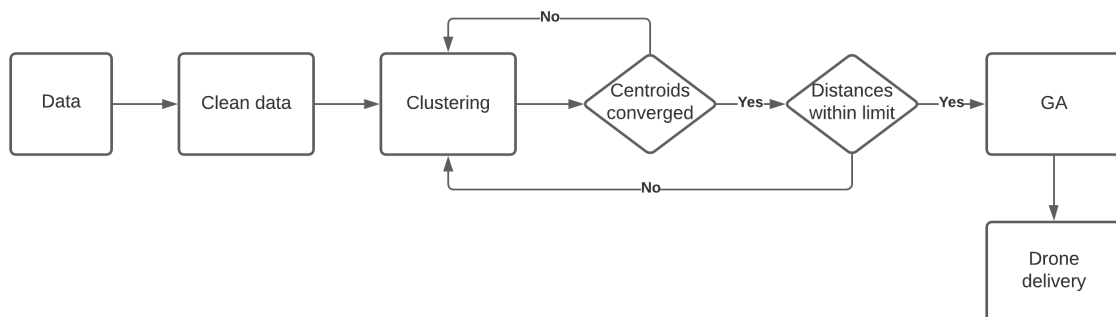 No
Data
Clean data
Clustering
Centroids
converged
Yes
Distances
within limit
Yes
GA
No
Drone
delivery